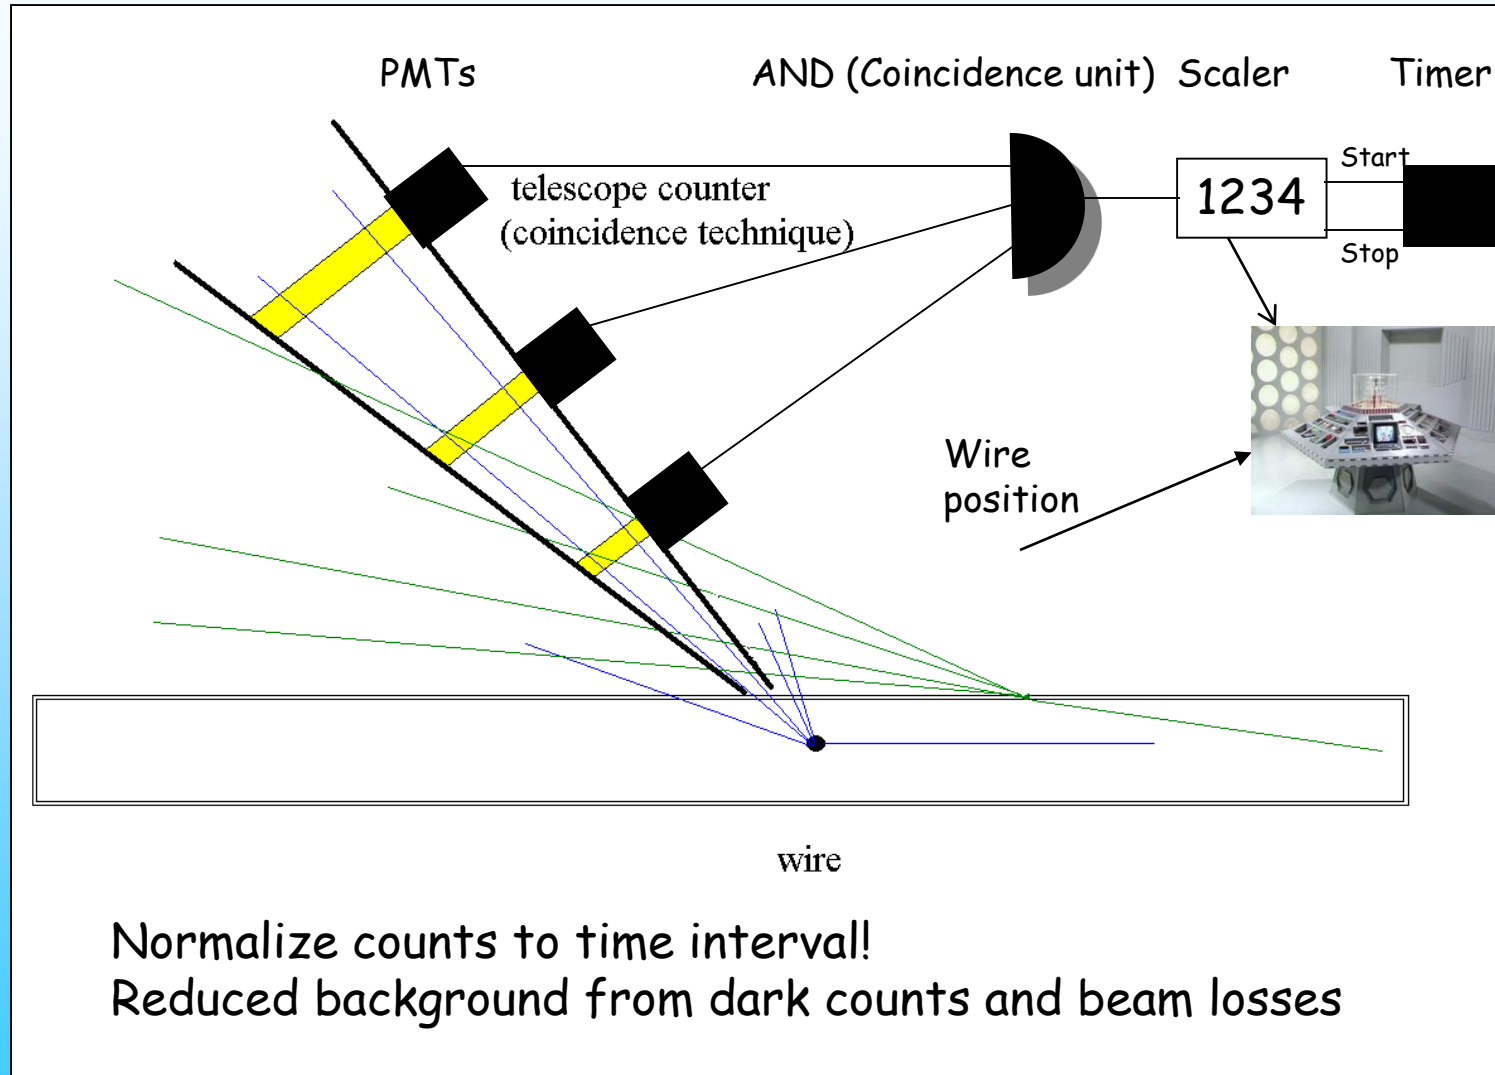 PMTs
AND (Coincidence unit)
Scaler
Timer
telescope counter
(coincidence technique)
1234
Start
Stop
Wire
position
wire
Normalize counts to time interval!
Reduced background from dark counts and beam losses